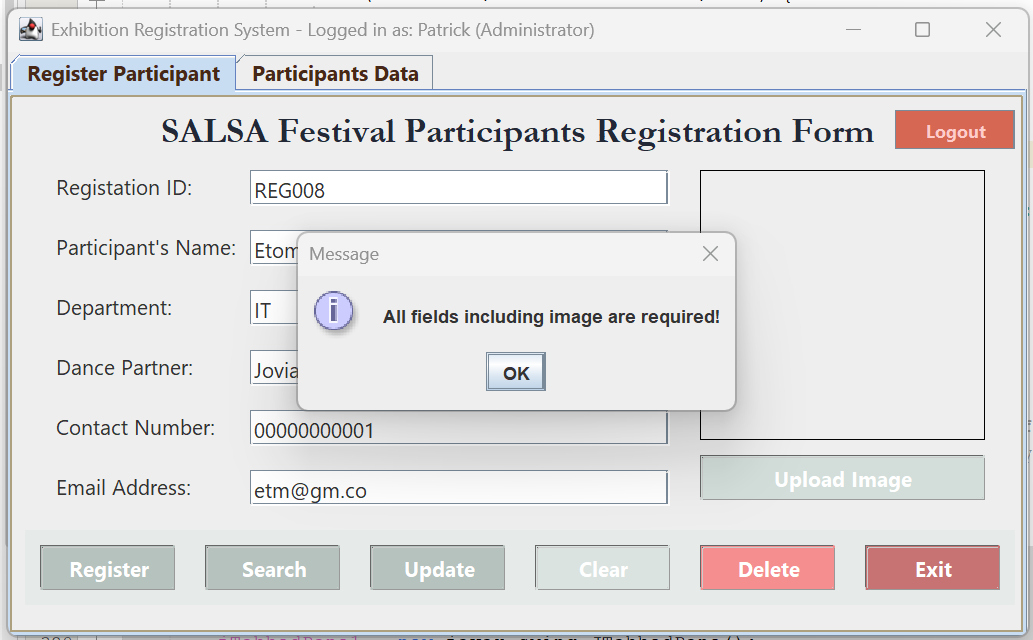 Exhibition Registration System - Logged in as: Patrick (Administrator)
Register Participant Participants Data
SALSA Festival Participants Registration Form Logout
Registation ID: REG008
Participant's Name:
Message
Department: IT
All fields including image are required!
Dance Partner:
OK
Contact Number: 00000000001
Email Address: etm@gm.co
Upload Image
Register Search Update Clear Delete Exit